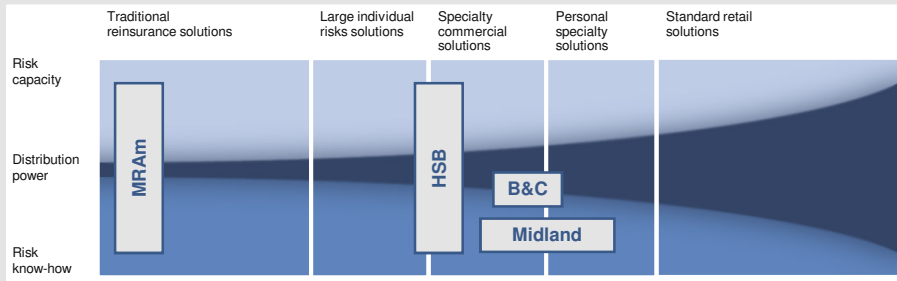 Traditional
reinsurance solutions
Large individual
risks solutions
Specialty
commercial
solutions
Personal
specialty
solutions
Standard retail
solutions
Risk
capacity
Distribution
power
Risk
know-how
MRAm
HSB
B&C
Midland